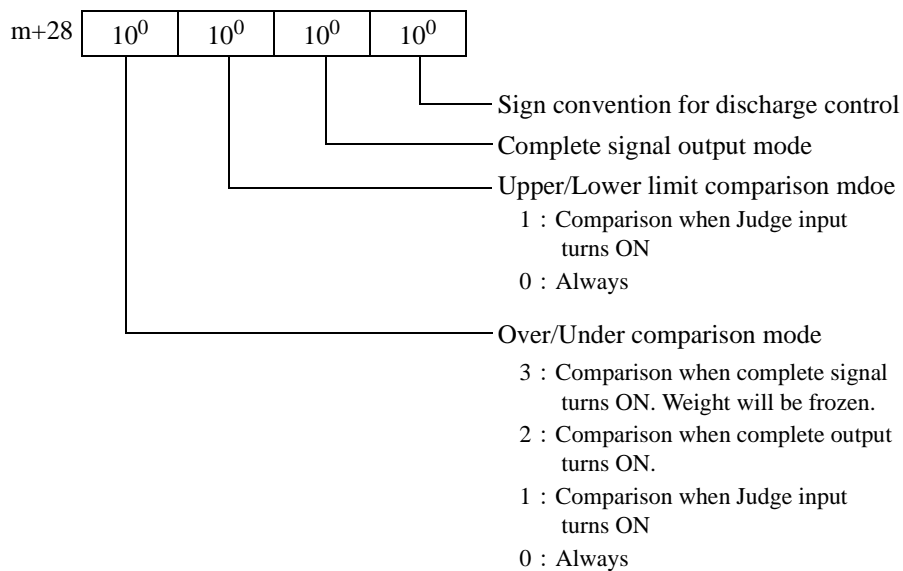 m+28 10⁰ 10⁰ 10⁰ 10⁰
Sign convention for discharge control
Complete signal output mode
Upper/Lower limit comparison mdoe
1 : Comparison when Judge input
turns ON
0 : Always
Over/Under comparison mode
3 : Comparison when complete signal
turns ON. Weight will be frozen.
2 : Comparison when complete output
turns ON.
1 : Comparison when Judge input
turns ON
0 : Always